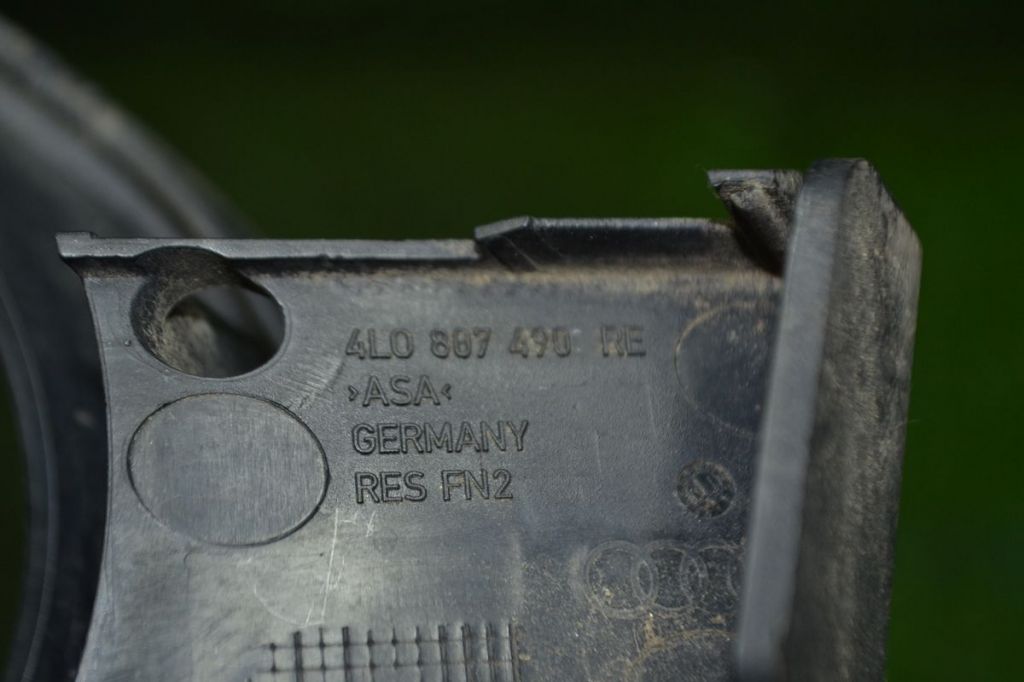 4L0 807 490 RE
>ASA<
GERMANY
RES FN2